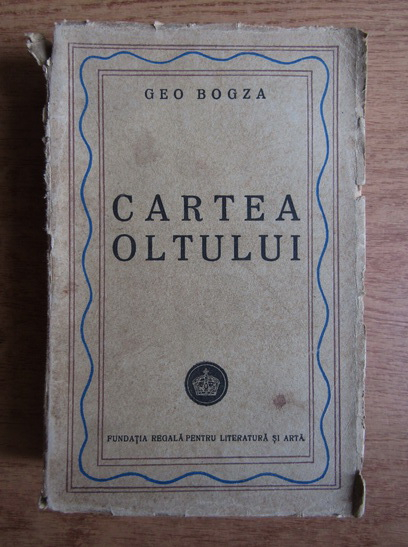 GEO BOGZA
CARTEA
OLTULUI
FUNDAȚIA REGALĂ PENTRU LITERATURĂ ȘI ARTĂ